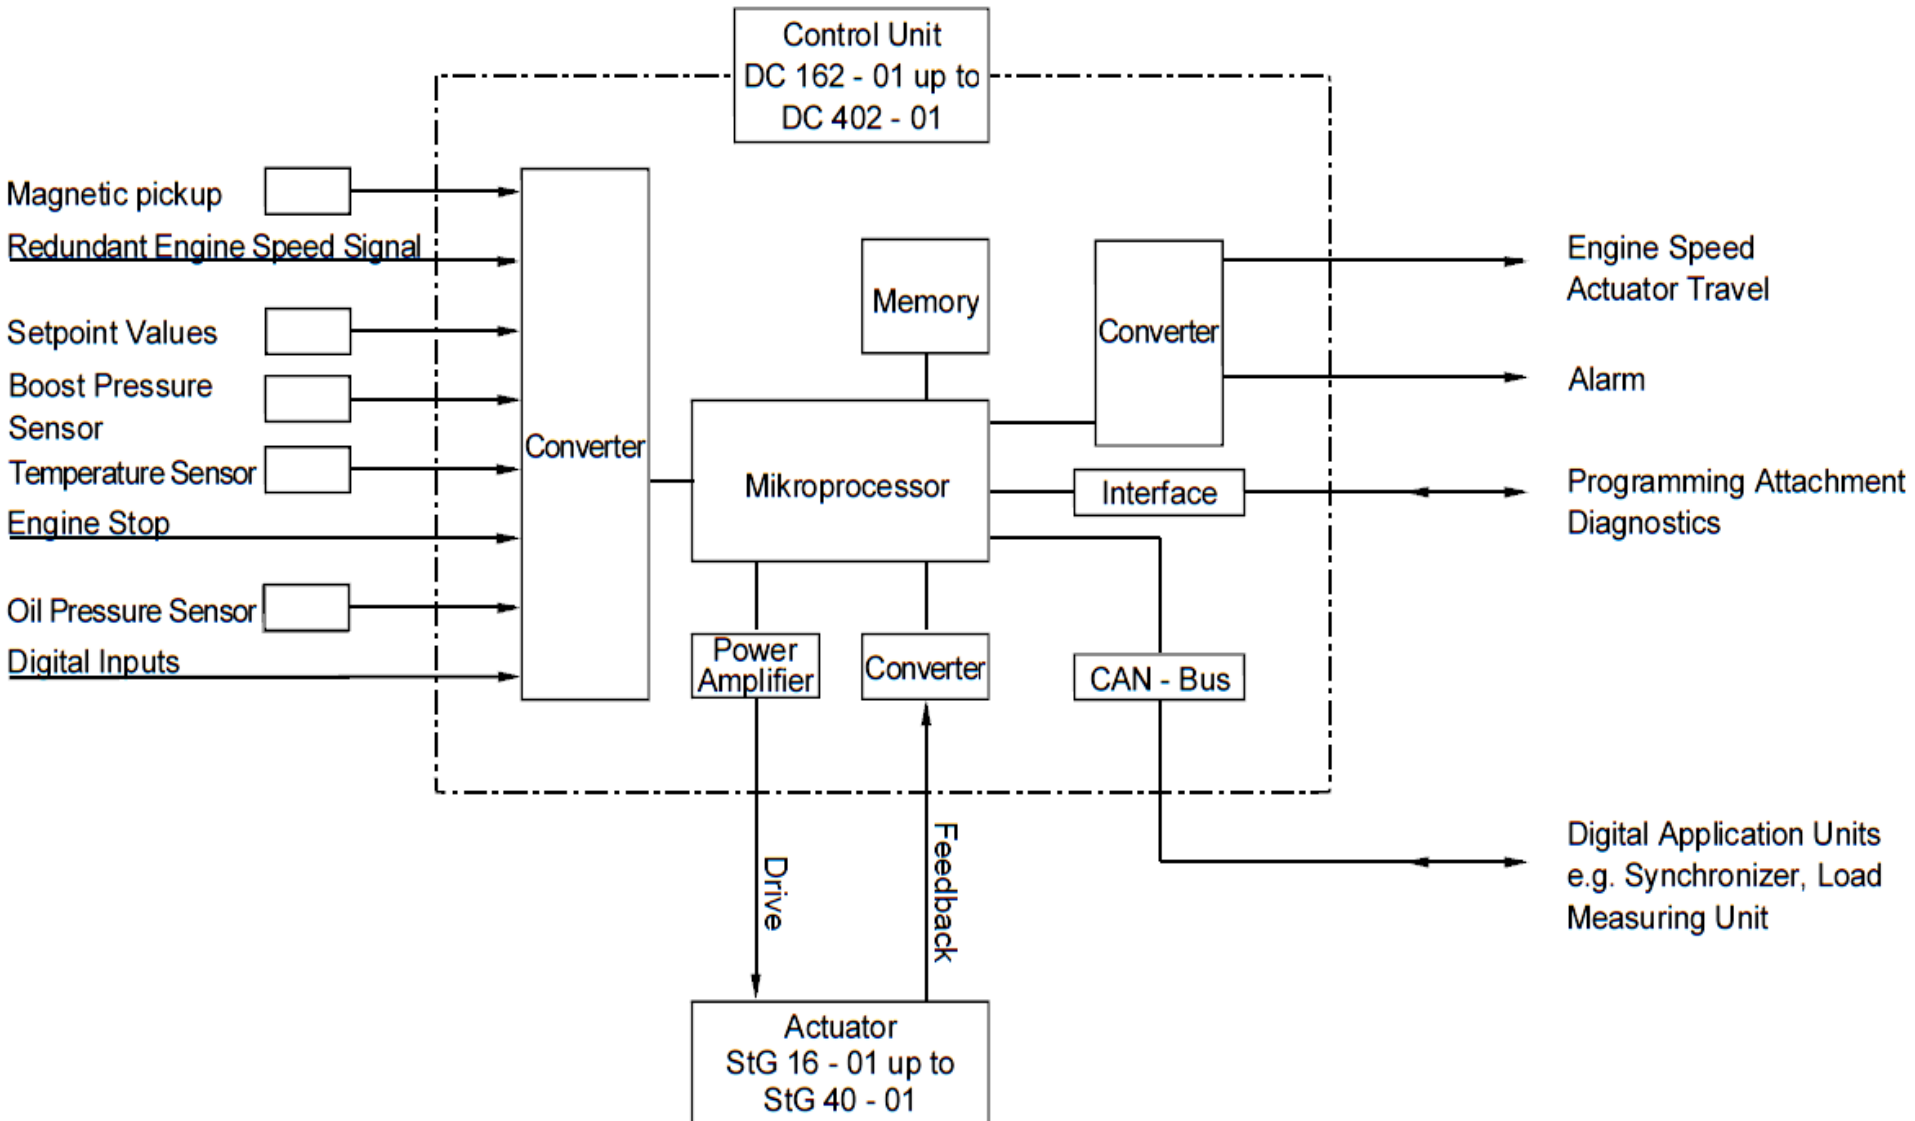 Control Unit
DC 162 - 01 up to
DC 402 - 01
Magnetic pickup
Redundant Engine Speed Signal
Setpoint Values
Boost Pressure
Sensor
Temperature Sensor
Engine Stop
Oil Pressure Sensor
Digital Inputs
Converter
Memory
Mikroprocessor
Converter
Interface
Power
Amplifier
Converter
CAN - Bus
Engine Speed
Actuator Travel
Alarm
Programming Attachment
Diagnostics
Digital Application Units
e.g. Synchronizer, Load
Measuring Unit
Drive
Feedback
Actuator
StG 16 - 01 up to
StG 40 - 01